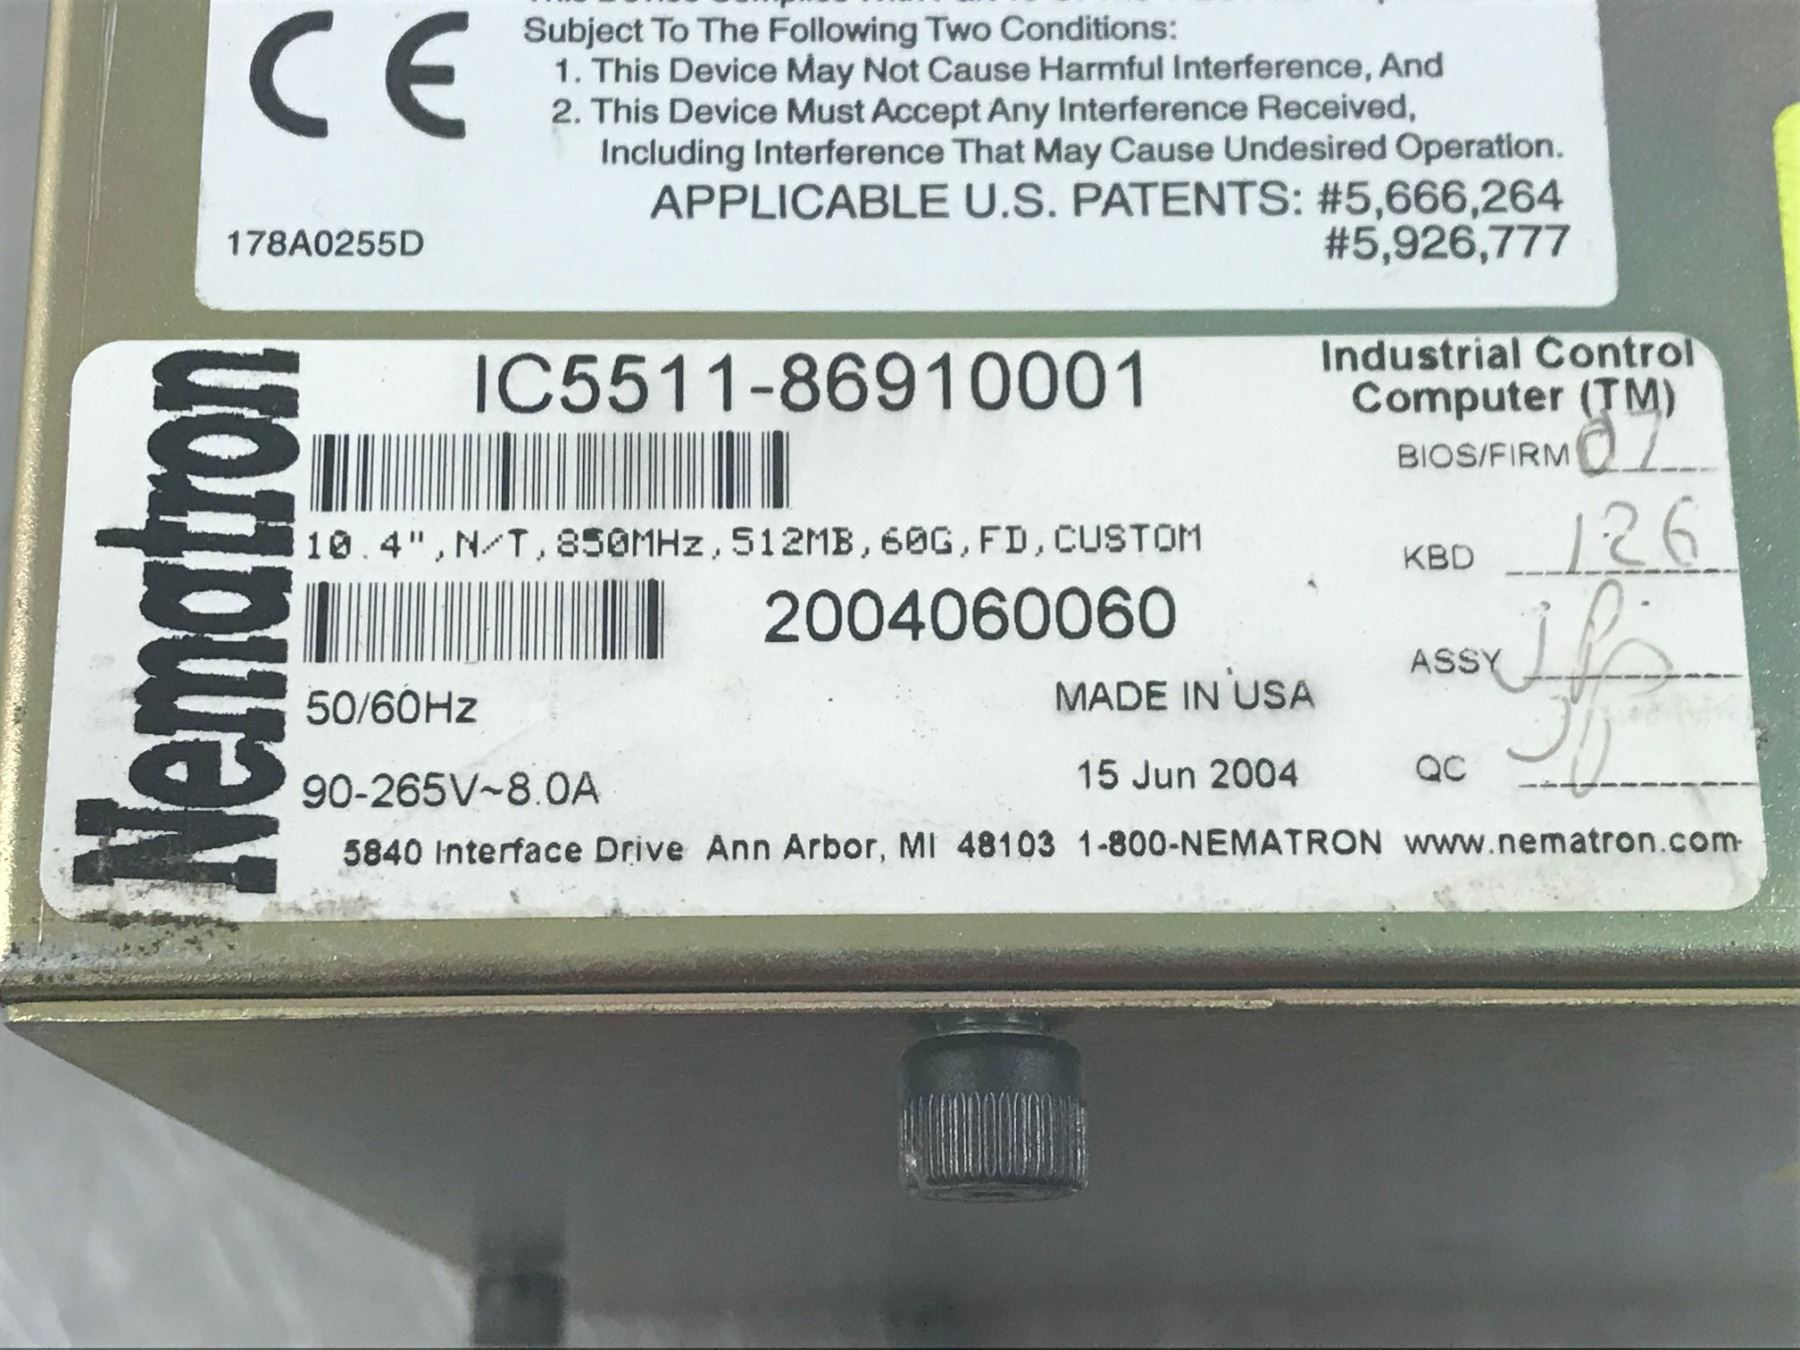 CE
Subject To The Following Two Conditions:
1. This Device May Not Cause Harmful Interference, And
2. This Device Must Accept Any Interference Received,
Including Interference That May Cause Undesired Operation.
APPLICABLE U.S. PATENTS: #5,666,264
#5,926,777
178A0255D
Nematron
IC5511-86910001
Industrial Control
Computer (TM)
BIOS/FIRM 07
10.4",N/T,850MHz,512MB,60G,FD,CUSTOM
KBD 126
2004060060
ASSY
50/60Hz
MADE IN USA
90-265V~8.0A
15 Jun 2004
QC
5840 Interface Drive Ann Arbor, MI 48103 1-800-NEMATRON www.nematron.com